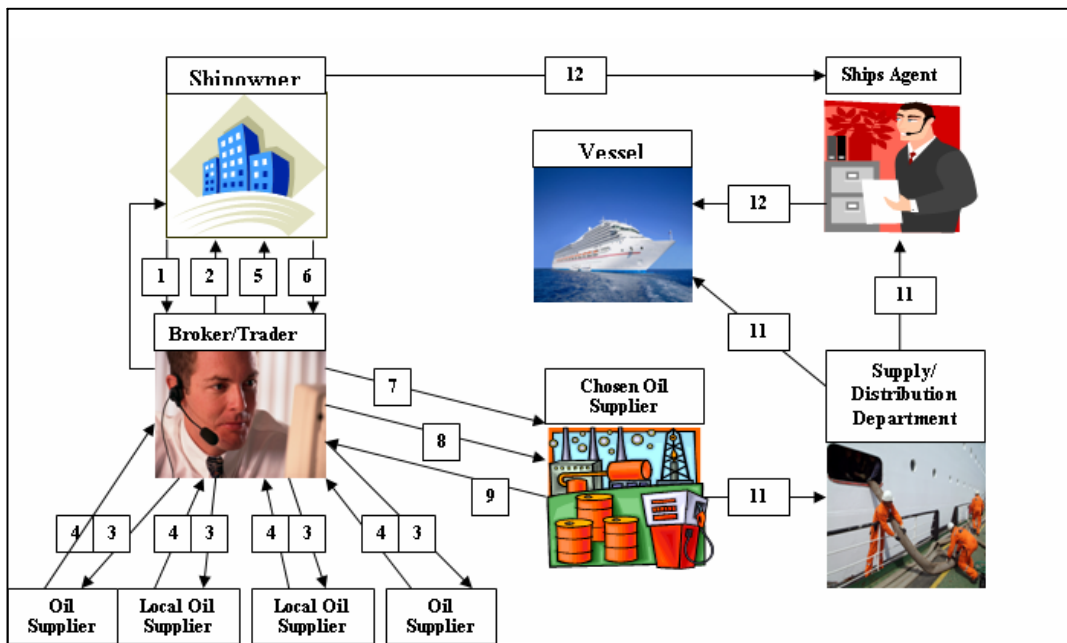 Shipowner
12
Ships Agent
Vessel
12
1
2
5
6
11
Broker/Trader
11
7
Chosen Oil
Supplier
Supply/
Distribution
Department
8
9
11
4 3
4 3
4 3
4 3
Oil
Supplier
Local Oil
Supplier
Local Oil
Supplier
Oil
Supplier